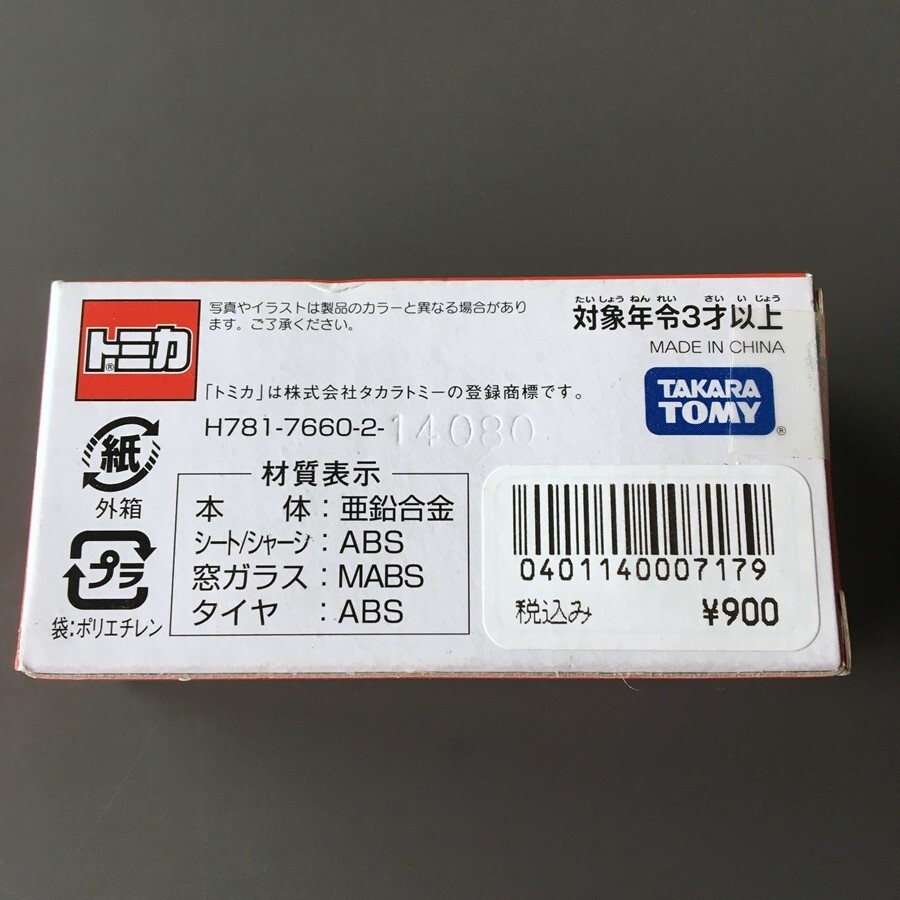 トミカ®
写真やイラストは製品のカラーと異なる場合があり
ます。ご了承ください。
たいしょうねんれい さいいじょう
対象年令3才以上
MADE IN CHINA
「トミカ」は株式会社タカラトミーの登録商標です。
TAKARA
TOMY®
H781-7660-2-14080
紙
外箱
プラ
袋:ポリエチレン
材質表示
本体:亜鉛合金
シート/シャーシ:ABS
窓ガラス:MABS
タイヤ:ABS
0401140007179
税込み ¥900